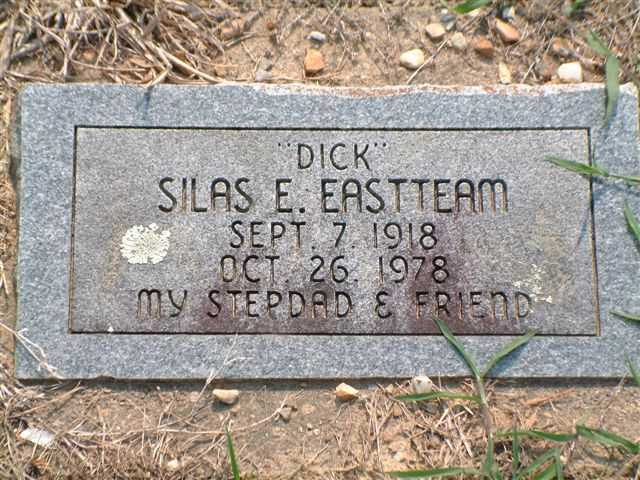 "DICK"
SILAS E. EASTTEAM
SEPT. 7. 1918
OCT. 26. 1978
MY STEPDAD & FRIEND